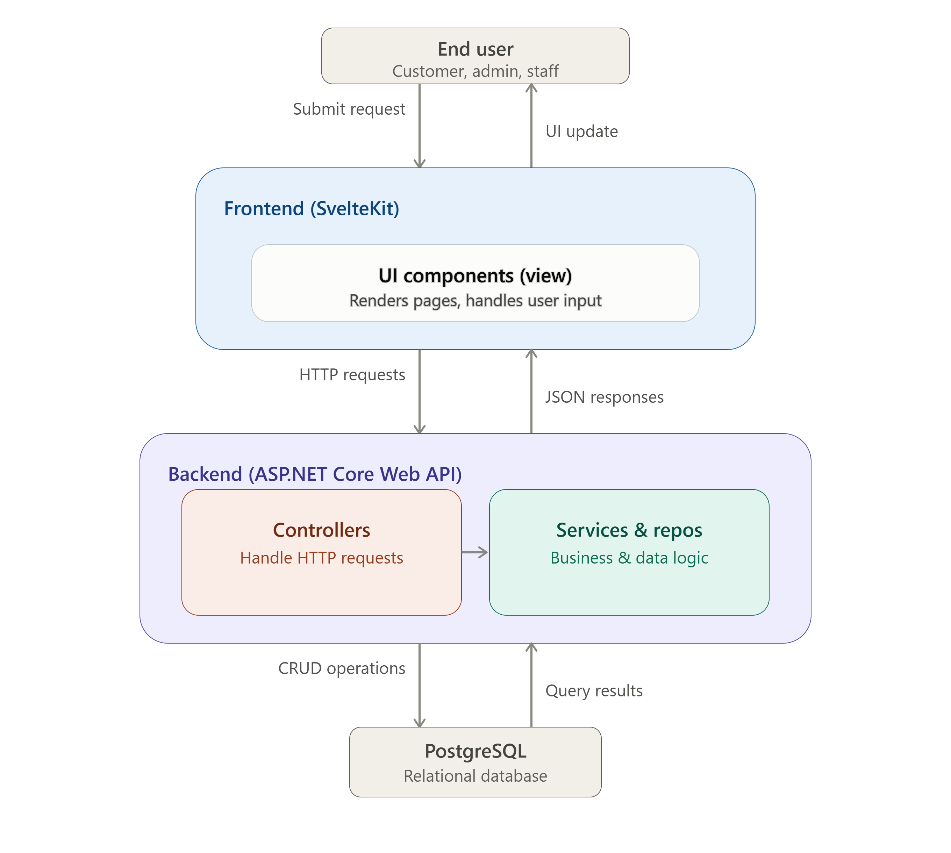 End user
Customer, admin, staff
Submit request
UI update
Frontend (SvelteKit)
UI components (view)
Renders pages, handles user input
HTTP requests
JSON responses
Backend (ASP.NET Core Web API)
Controllers
Handle HTTP requests
Services & repos
Business & data logic
CRUD operations
Query results
PostgreSQL
Relational database